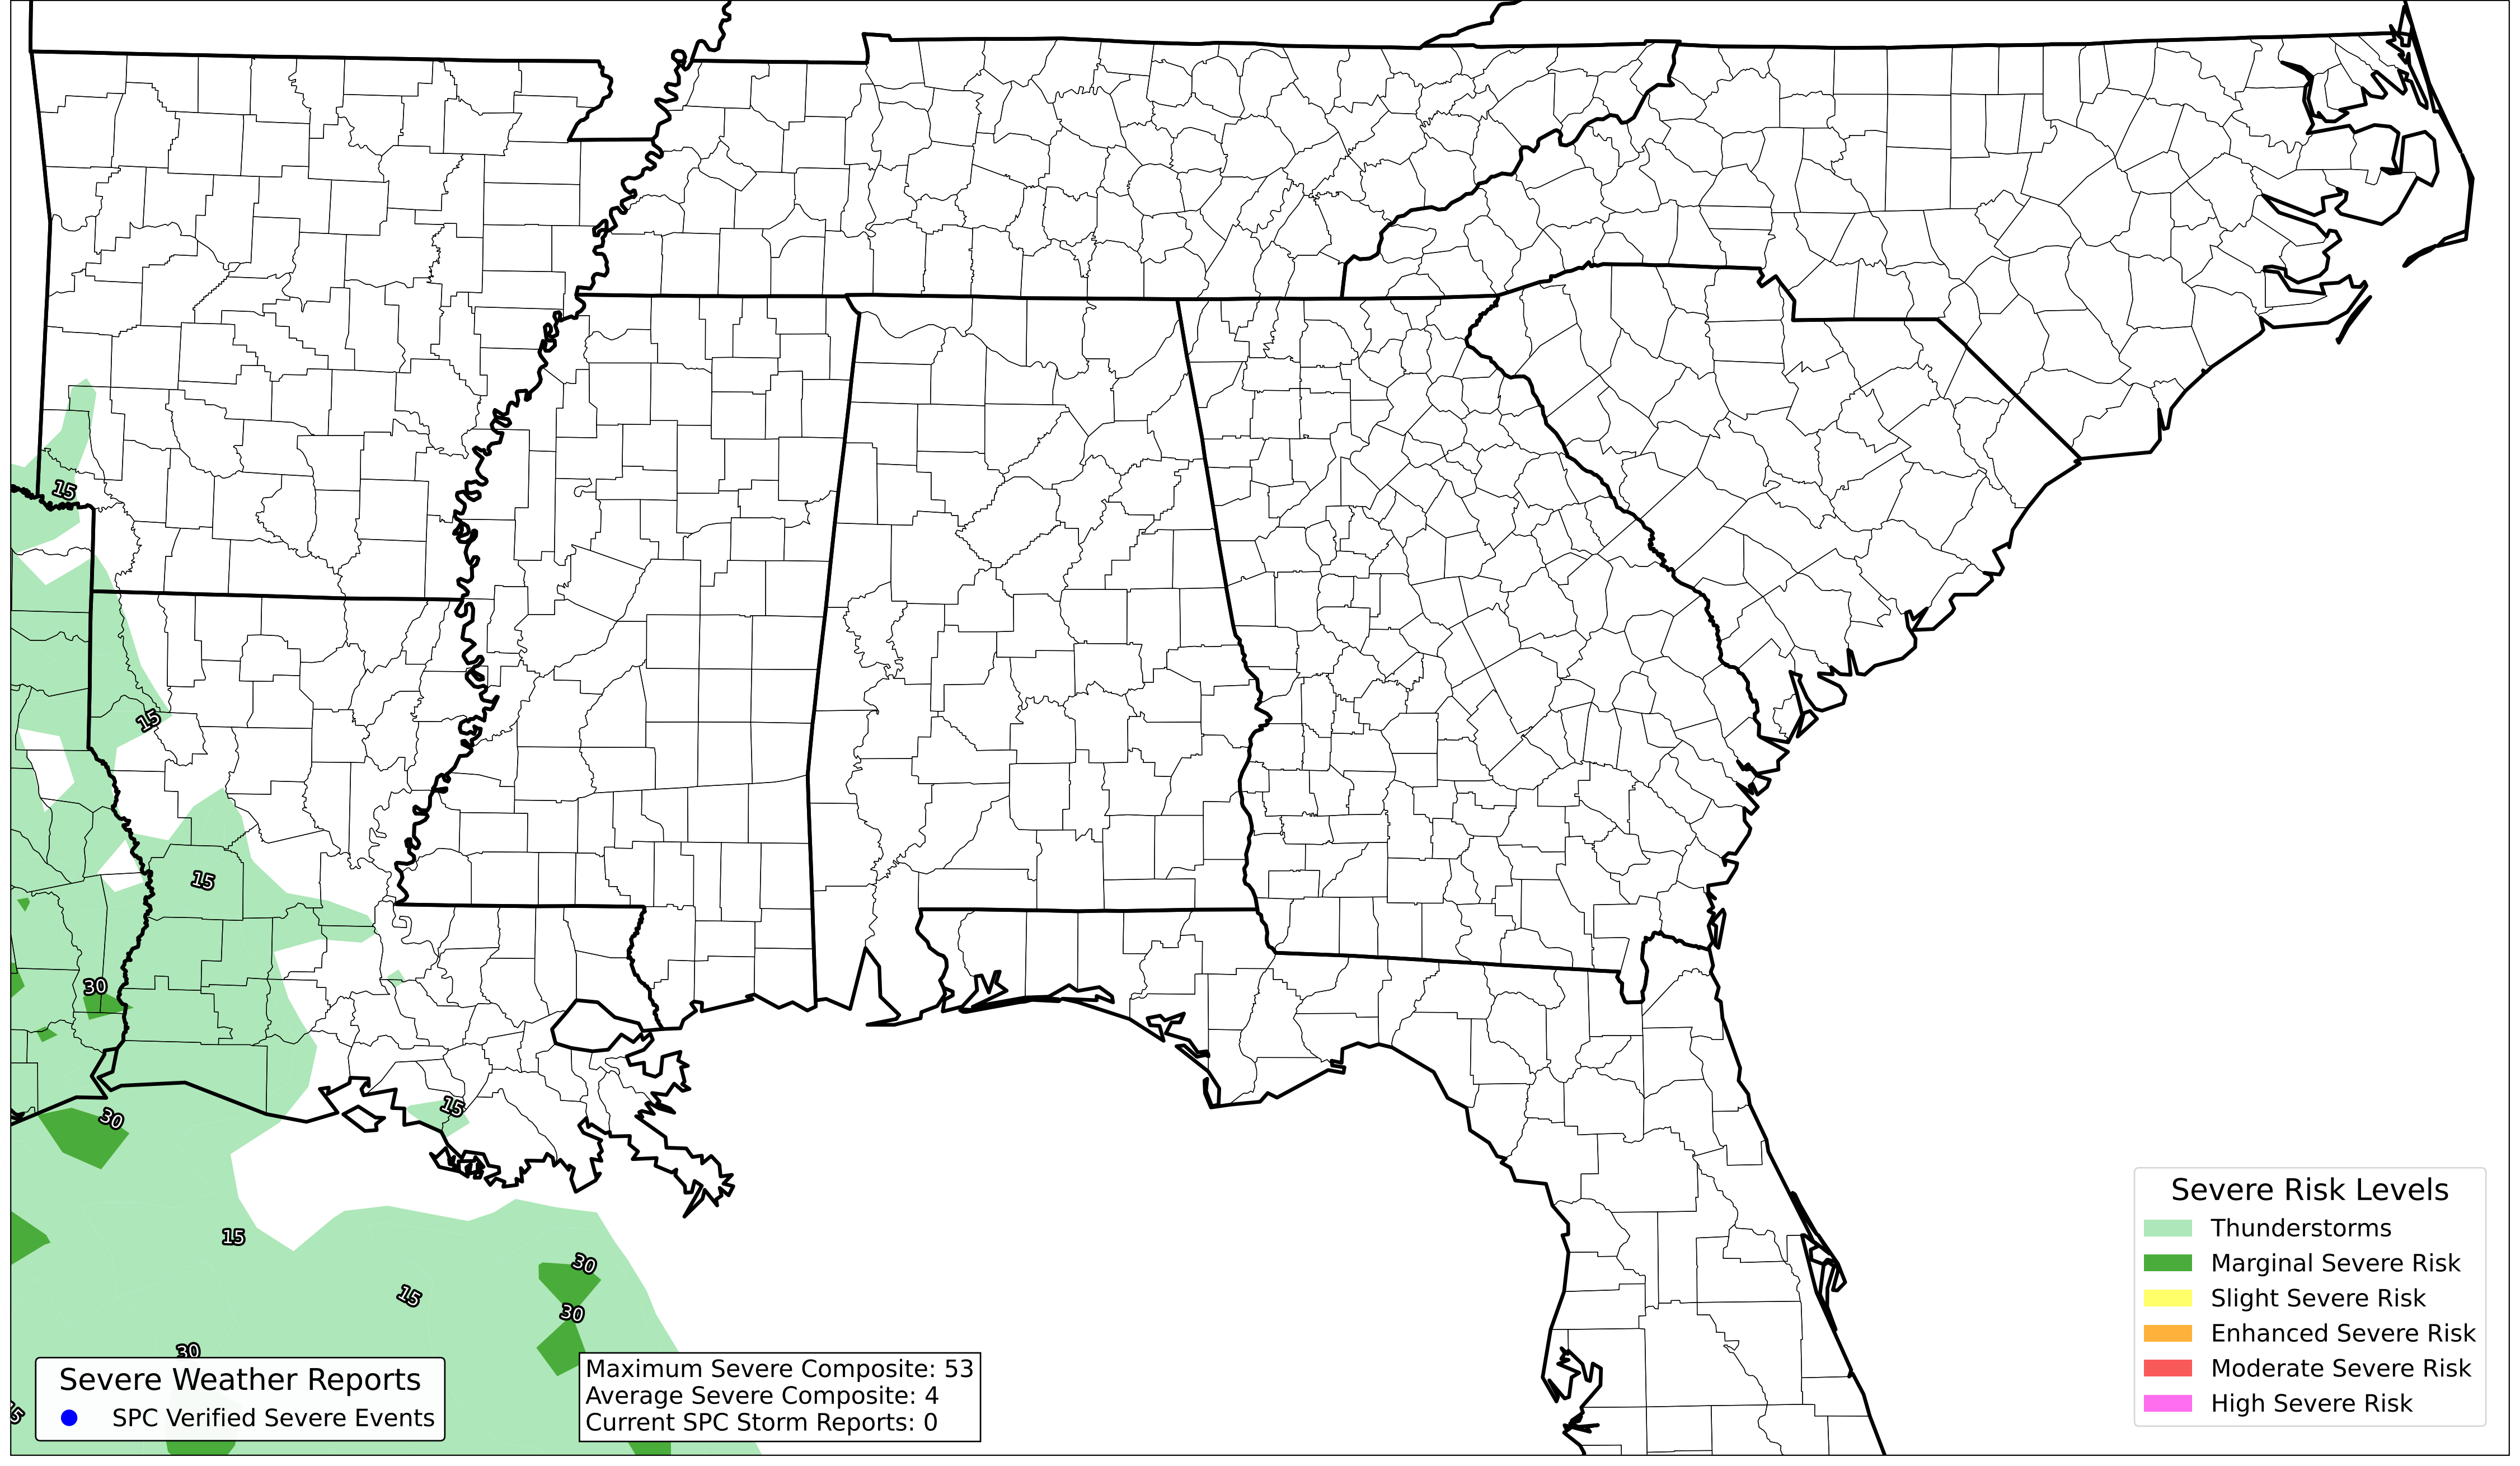 15
15
15
30
30
15
15
30
15
30
30
15
Severe Weather Reports
SPC Verified Severe Events
Maximum Severe Composite: 53
Average Severe Composite: 4
Current SPC Storm Reports: 0
Severe Risk Levels
Thunderstorms
Marginal Severe Risk
Slight Severe Risk
Enhanced Severe Risk
Moderate Severe Risk
High Severe Risk